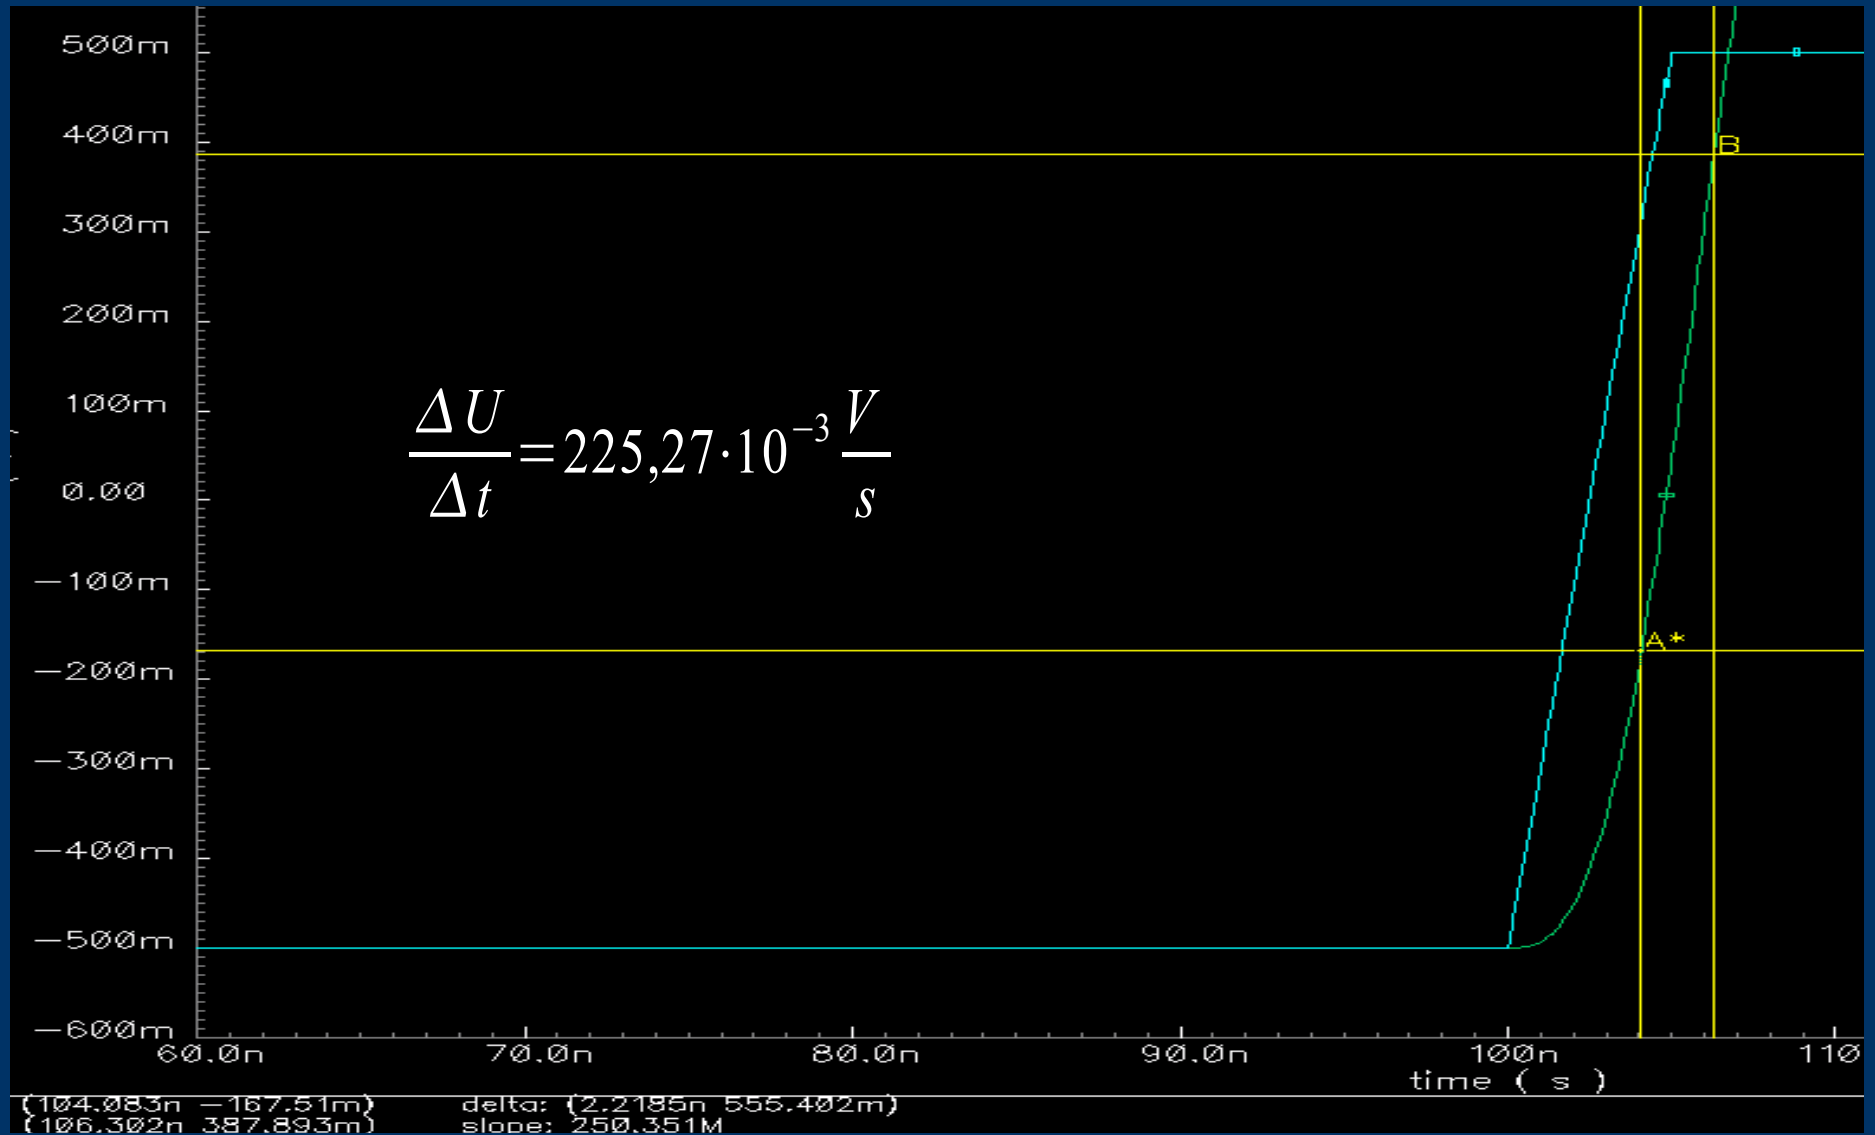 500m
400m
300m
200m
100m
0.00
−100m
−200m
−300m
−400m
−500m
−600m
B
A*
ΔU/Δt=225,27·10⁻³ V/s
60.0n 70.0n 80.0n 90.0n 100n 110
time ( s )
(104.083n −167.51m) delta: (2.2185n 555.402m)
(106.302n 387.893m) slope: 250.351M